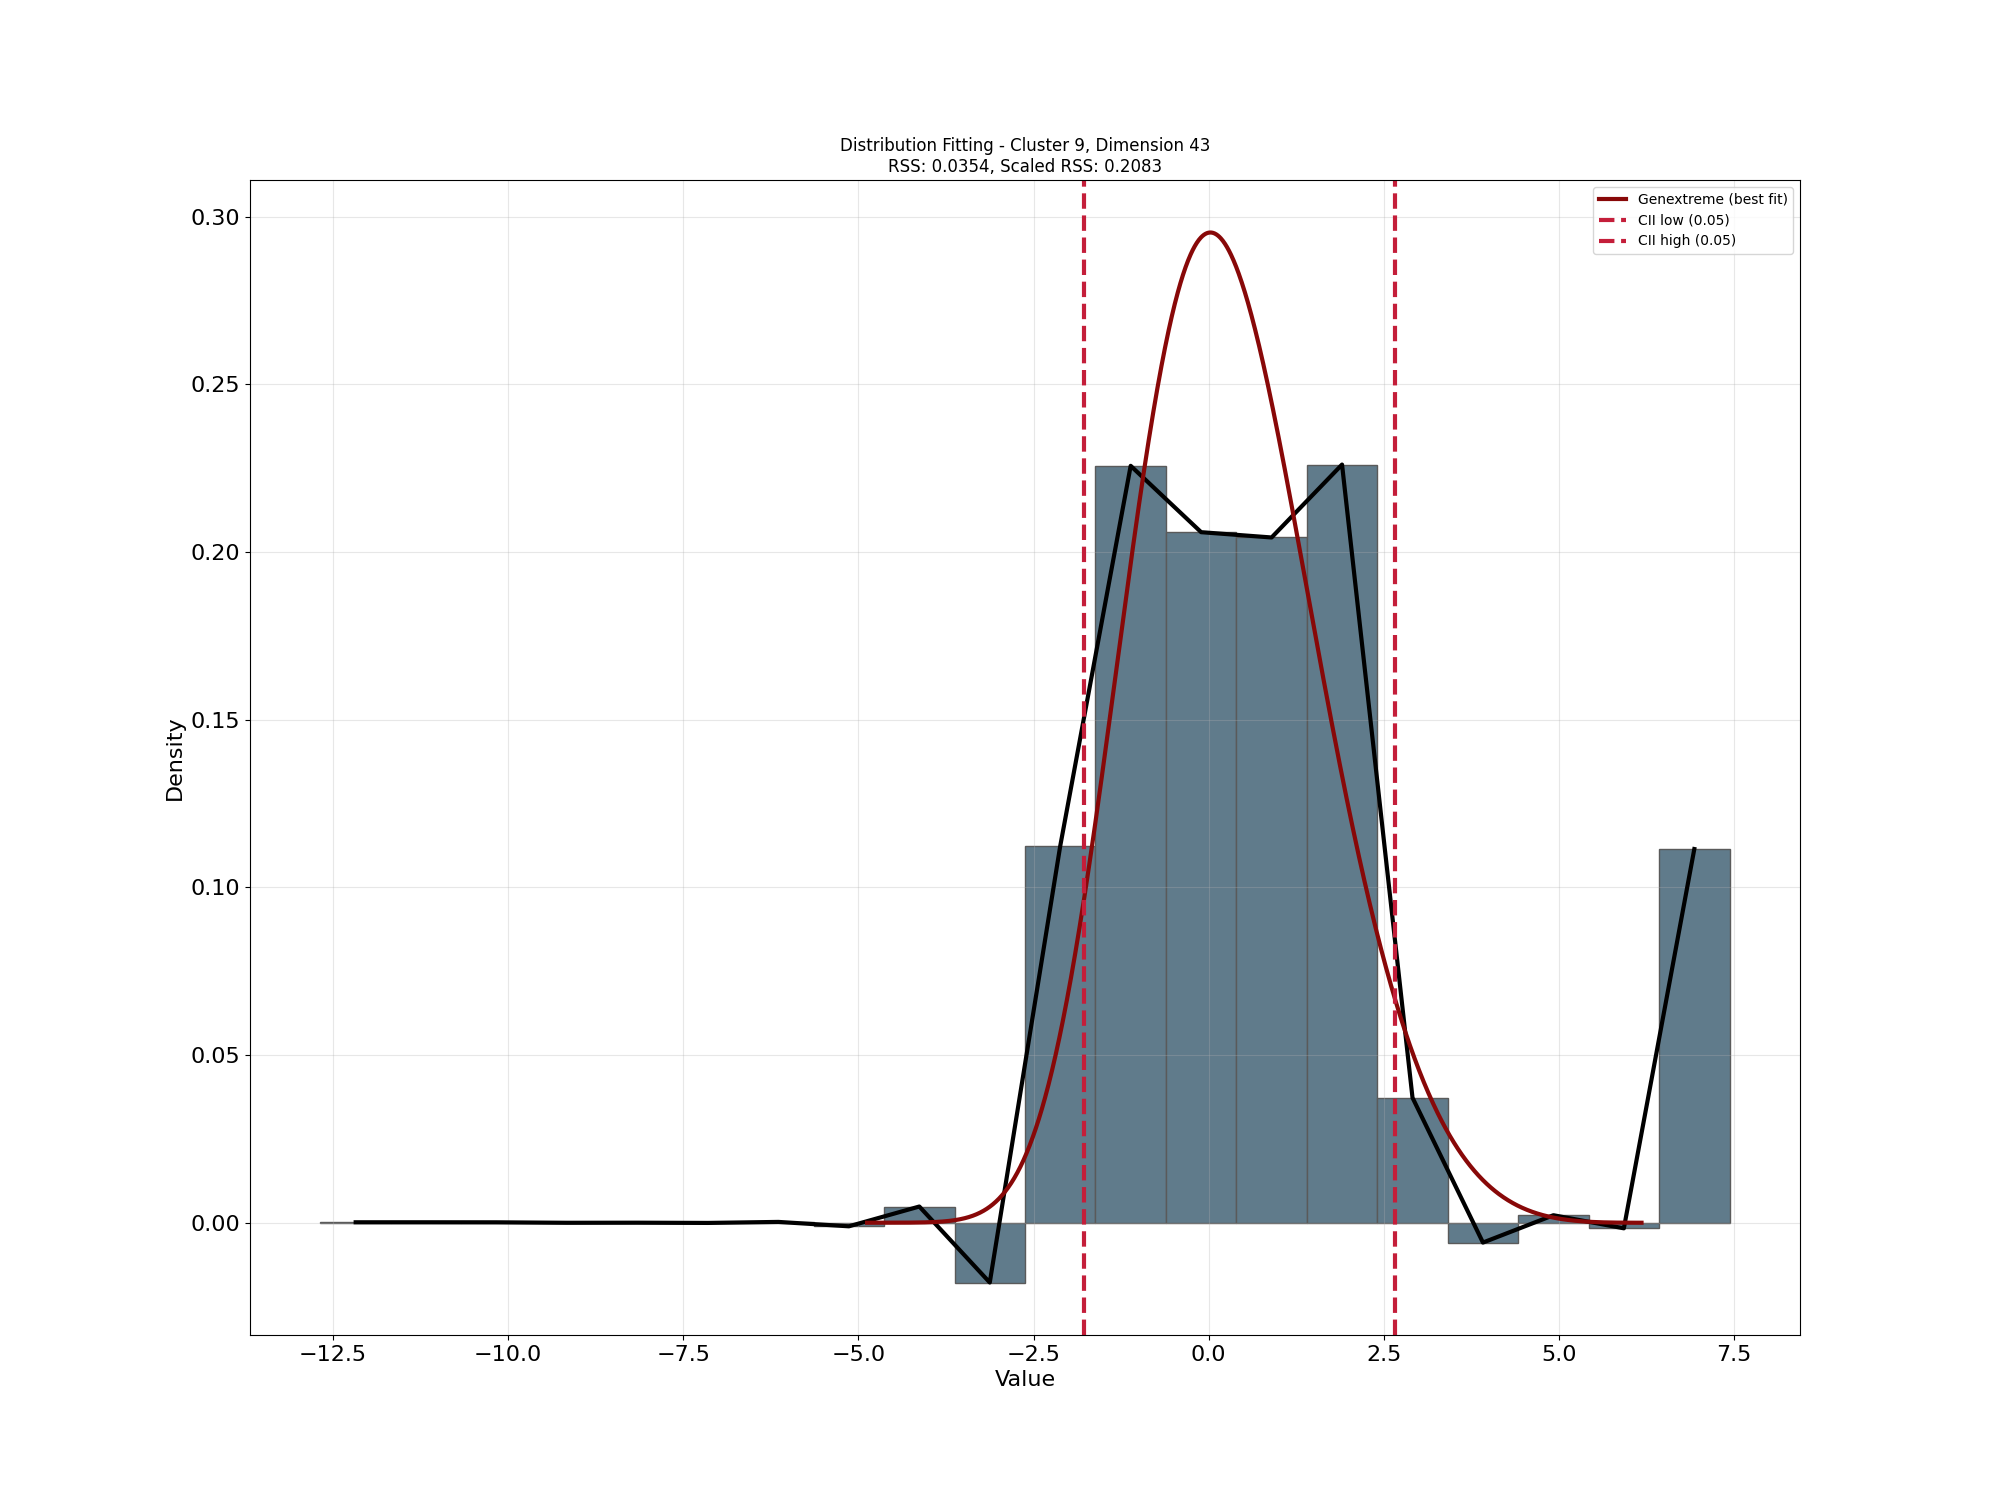 Distribution Fitting - Cluster 9, Dimension 43
RSS: 0.0354, Scaled RSS: 0.2083
Genextreme (best fit)
CII low (0.05)
CII high (0.05)
0.30
0.25
0.20
0.15
0.10
0.05
0.00
Density
−12.5 −10.0 −7.5 −5.0 −2.5 0.0 2.5 5.0 7.5
Value